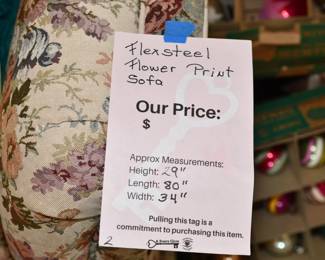 Flexsteel
Flower Print
Sofa
Our Price:
$
Approx Measurements:
Height: 29"
Length: 80"
Width: 34"
Pulling this tag is a
commitment to purchasing this item.
2